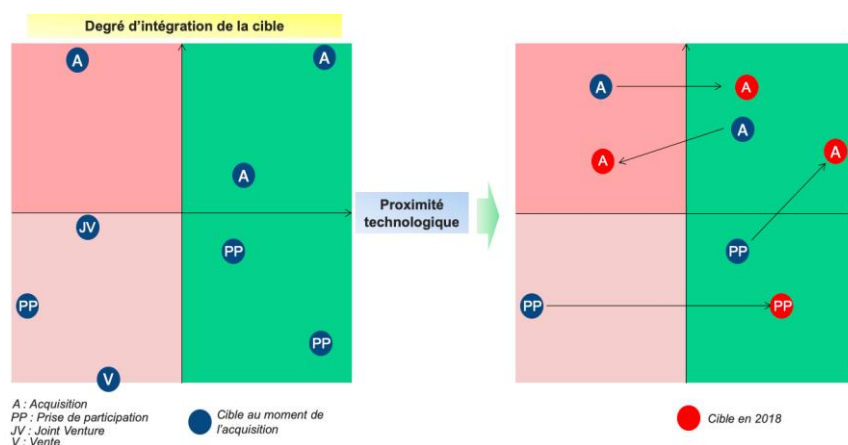 Degré d'intégration de la cible
A
A
A
JV
PP
PP
PP
V
Proximité
technologique
A
A
A
A
A
PP
PP
PP
A : Acquisition
PP : Prise de participation
JV : Joint Venture
V : Vente
Cible au moment de
l'acquisition
Cible en 2018